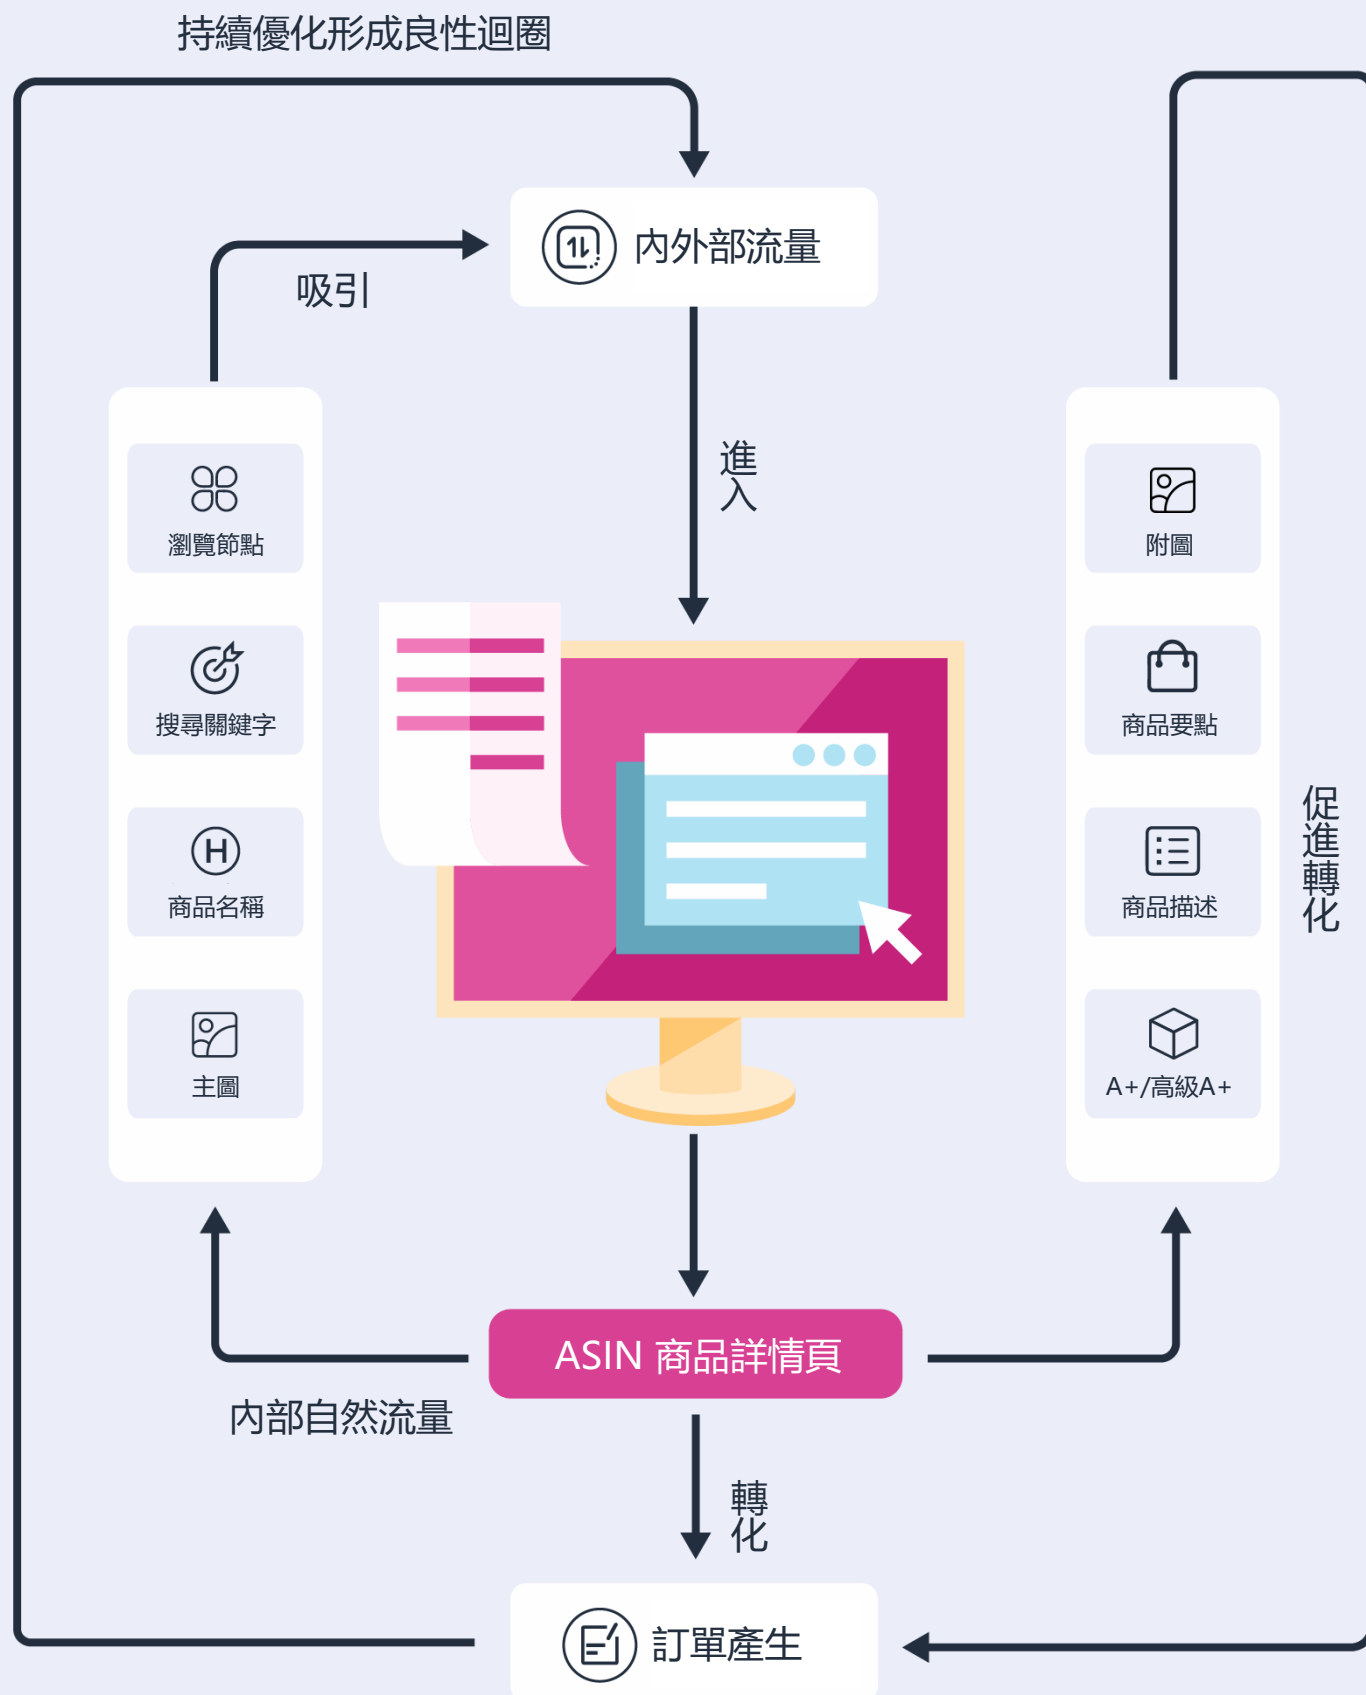 持續優化形成良性迴圈
內外部流量
吸引
進入
瀏覽節點
搜尋關鍵字
商品名稱
主圖
附圖
商品要點
商品描述
A+/高級A+
促進轉化
ASIN 商品詳情頁
內部自然流量
轉化
訂單產生